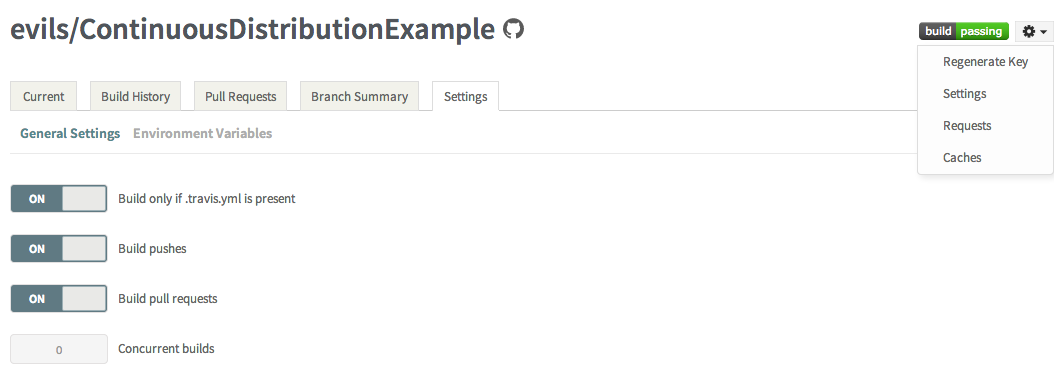 evils/ContinuousDistributionExample
build passing
Regenerate Key
Settings
Requests
Caches
Current Build History Pull Requests Branch Summary Settings
General Settings Environment Variables
ON Build only if .travis.yml is present
ON Build pushes
ON Build pull requests
0 Concurrent builds